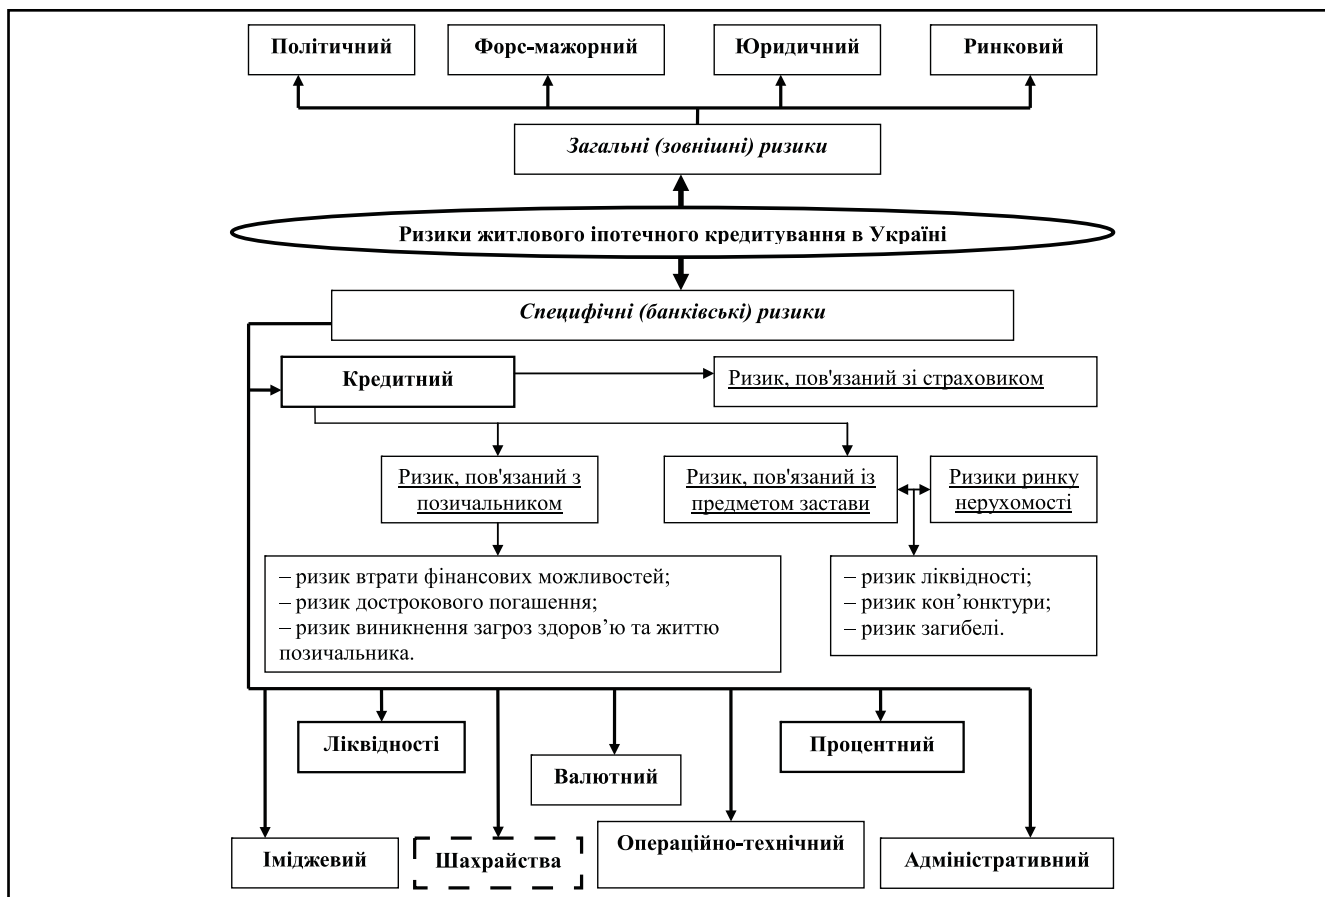 Політичний
Форс-мажорний
Юридичний
Ринковий
Загальні (зовнішні) ризики
Ризики житлового іпотечного кредитування в Україні
Специфічні (банківські) ризики
Кредитний
Ризик, пов'язаний зі страховиком
Ризик, пов'язаний з
позичальником
Ризик, пов'язаний із
предметом застави
Ризики ринку
нерухомості
– ризик втрати фінансових можливостей;
– ризик дострокового погашення;
– ризик виникнення загроз здоров’ю та життю
позичальника.
– ризик ліквідності;
– ризик кон’юнктури;
– ризик загибелі.
Ліквідності
Процентний
Валютний
Іміджевий
Шахрайства
Операційно-технічний
Адміністративний